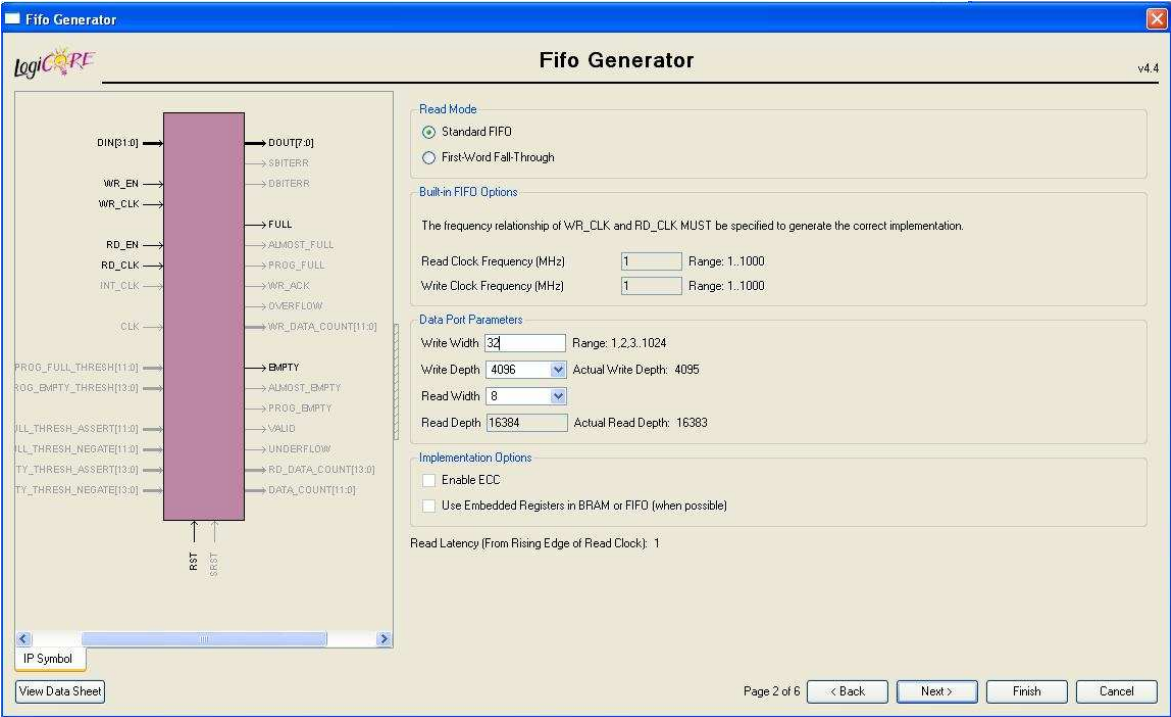 Fifo Generator
LogiCORE
Fifo Generator
v4.4
DIN[31:0]
DOUT[7:0]
SBITERR
WR_EN
DBITERR
WR_CLK
FULL
RD_EN
ALMOST_FULL
RD_CLK
PROG_FULL
INT_CLK
WR_ACK
OVERFLOW
CLK
WR_DATA_COUNT[11:0]
PROG_FULL_THRESH[11:0]
EMPTY
ROG_EMPTY_THRESH[13:0]
ALMOST_EMPTY
PROG_EMPTY
ULL_THRESH_ASSERT[11:0]
VALID
ULL_THRESH_NEGATE[11:0]
UNDERFLOW
TY_THRESH_ASSERT[13:0]
RD_DATA_COUNT[13:0]
TY_THRESH_NEGATE[13:0]
DATA_COUNT[11:0]
RST
SRST
IP Symbol
View Data Sheet
Read Mode
Standard FIFO
First-Word Fall-Through
Built-in FIFO Options
The frequency relationship of WR_CLK and RD_CLK MUST be specified to generate the correct implementation.
Read Clock Frequency (MHz) 1 Range: 1..1000
Write Clock Frequency (MHz) 1 Range: 1..1000
Data Port Parameters
Write Width 32 Range: 1,2,3..1024
Write Depth 4096 Actual Write Depth: 4095
Read Width 8
Read Depth 16384 Actual Read Depth: 16383
Implementation Options
Enable ECC
Use Embedded Registers in BRAM or FIFO (when possible)
Read Latency (From Rising Edge of Read Clock): 1
Page 2 of 6 < Back Next > Finish Cancel